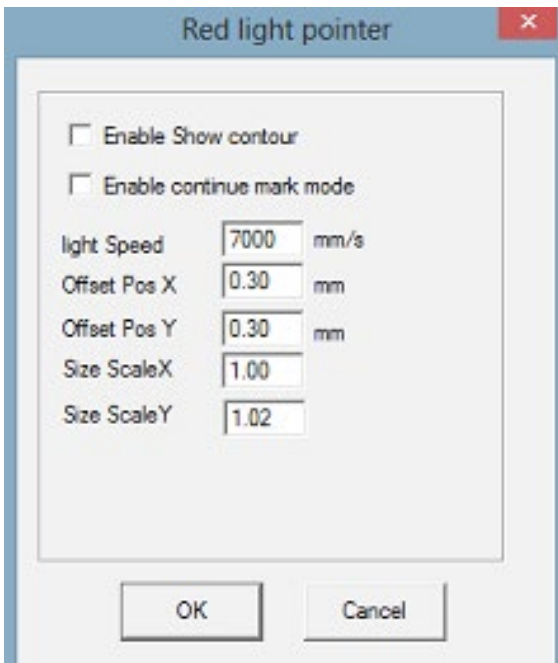 Red light pointer
Enable Show contour
Enable continue mark mode
light Speed 7000 mm/s
Offset Pos X 0.30 mm
Offset Pos Y 0.30 mm
Size ScaleX 1.00
Size ScaleY 1.02
OK Cancel